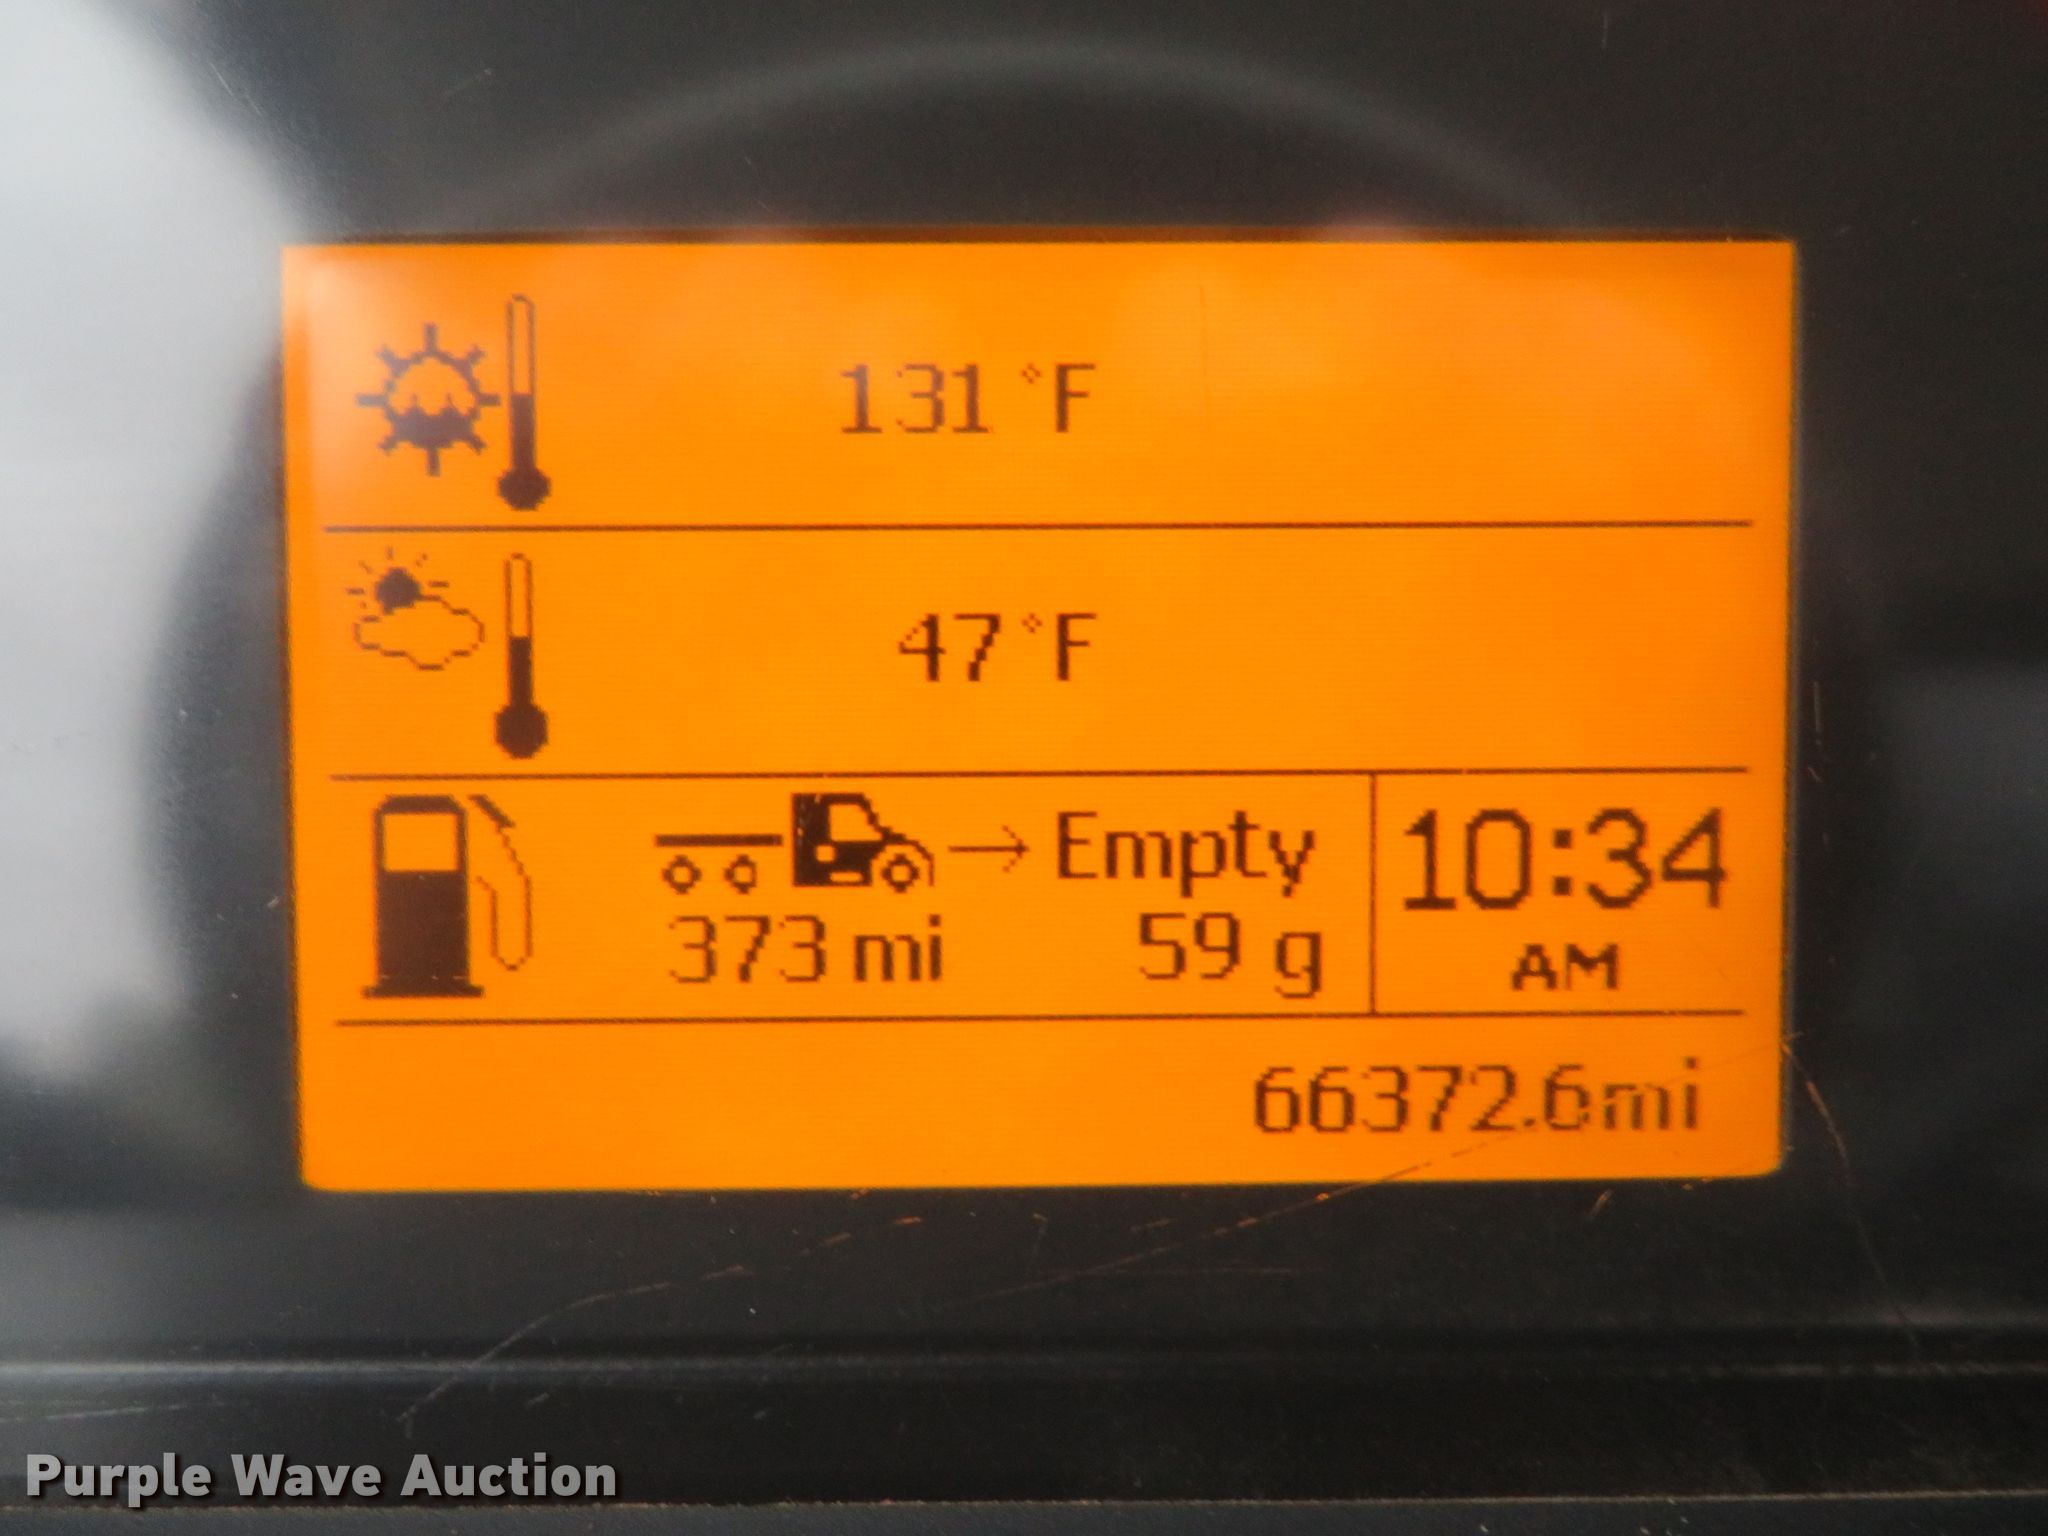 131 °F
47 °F
→ Empty
373 mi 59 g
10:34
AM
66372.6mi
Purple Wave Auction